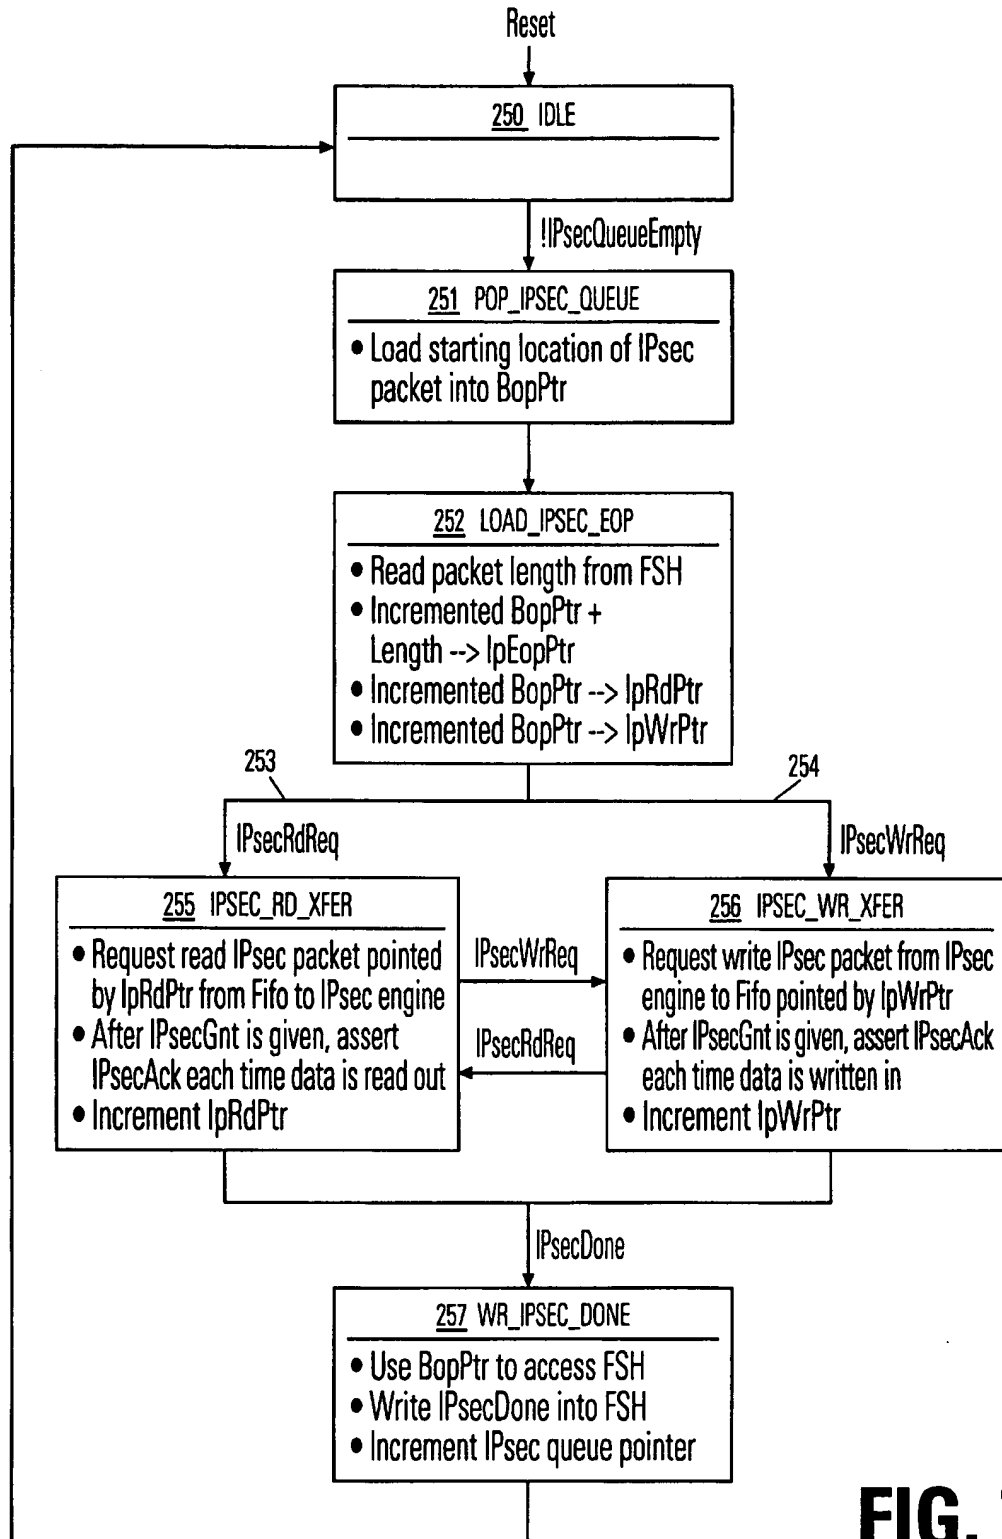 Reset
250 IDLE
!IPsecQueueEmpty
251 POP_IPSEC_QUEUE
• Load starting location of IPsec
packet into BopPtr
252 LOAD_IPSEC_EOP
• Read packet length from FSH
• Incremented BopPtr +
Length --> IpEopPtr
• Incremented BopPtr --> IpRdPtr
• Incremented BopPtr --> IpWrPtr
253
254
IPsecRdReq
IPsecWrReq
255 IPSEC_RD_XFER
• Request read IPsec packet pointed
by IpRdPtr from Fifo to IPsec engine
• After IPsecGnt is given, assert
IPsecAck each time data is read out
• Increment IpRdPtr
IPsecWrReq
IPsecRdReq
256 IPSEC_WR_XFER
• Request write IPsec packet from IPsec
engine to Fifo pointed by IpWrPtr
• After IPsecGnt is given, assert IPsecAck
each time data is written in
• Increment IpWrPtr
IPsecDone
257 WR_IPSEC_DONE
• Use BopPtr to access FSH
• Write IPsecDone into FSH
• Increment IPsec queue pointer
FIG.